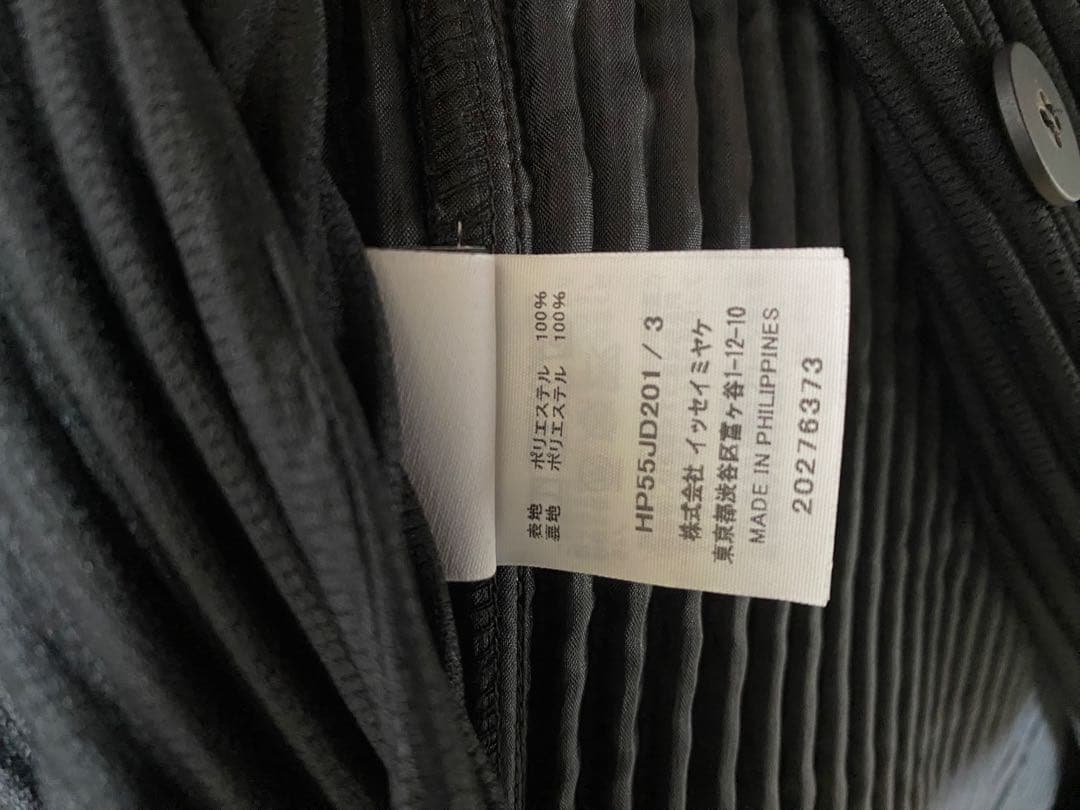 表地 ポリエステル 100%
裏地 ポリエステル 100%
HP55JD201 / 3
株式会社 イッセイミヤケ
東京都渋谷区富ヶ谷1-12-10
MADE IN PHILIPPINES
20276373